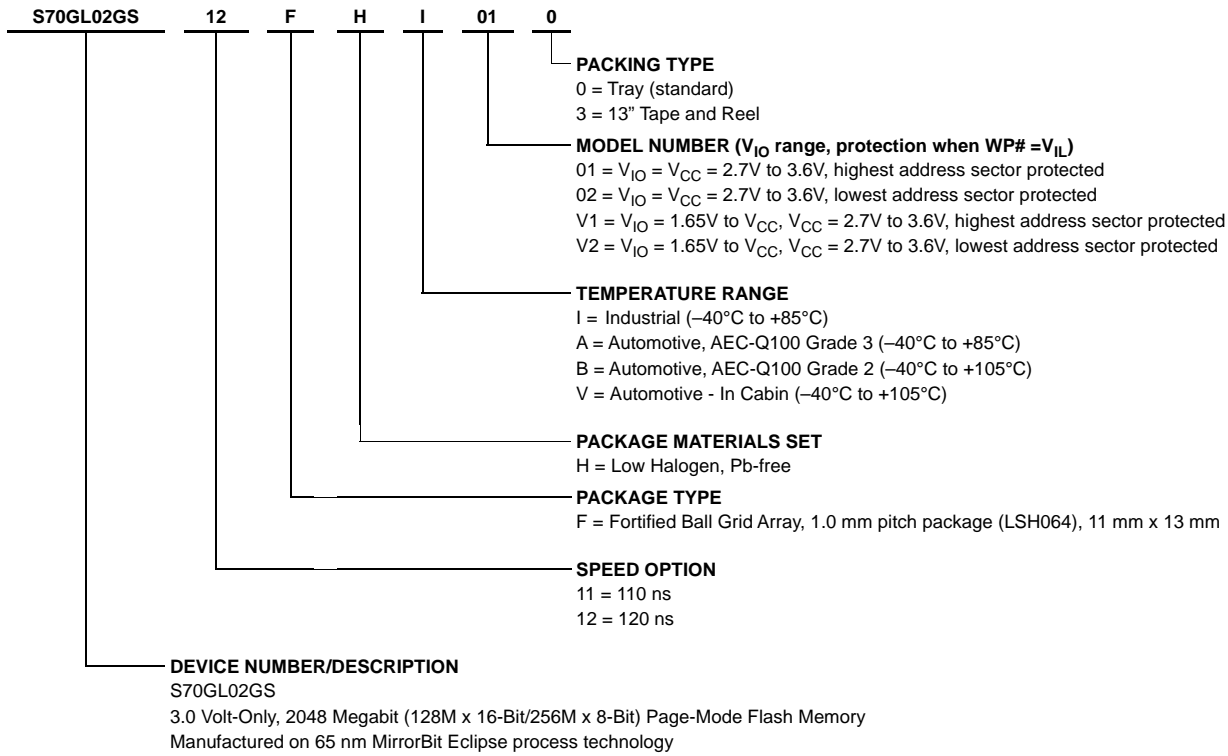 S70GL02GS 12 F H I 01 0
PACKING TYPE
0 = Tray (standard)
3 = 13” Tape and Reel
MODEL NUMBER (VIO range, protection when WP# =VIL)
01 = VIO = VCC = 2.7V to 3.6V, highest address sector protected
02 = VIO = VCC = 2.7V to 3.6V, lowest address sector protected
V1 = VIO = 1.65V to VCC, VCC = 2.7V to 3.6V, highest address sector protected
V2 = VIO = 1.65V to VCC, VCC = 2.7V to 3.6V, lowest address sector protected
TEMPERATURE RANGE
I = Industrial (–40°C to +85°C)
A = Automotive, AEC-Q100 Grade 3 (–40°C to +85°C)
B = Automotive, AEC-Q100 Grade 2 (–40°C to +105°C)
V = Automotive - In Cabin (–40°C to +105°C)
PACKAGE MATERIALS SET
H = Low Halogen, Pb-free
PACKAGE TYPE
F = Fortified Ball Grid Array, 1.0 mm pitch package (LSH064), 11 mm x 13 mm
SPEED OPTION
11 = 110 ns
12 = 120 ns
DEVICE NUMBER/DESCRIPTION
S70GL02GS
3.0 Volt-Only, 2048 Megabit (128M x 16-Bit/256M x 8-Bit) Page-Mode Flash Memory
Manufactured on 65 nm MirrorBit Eclipse process technology